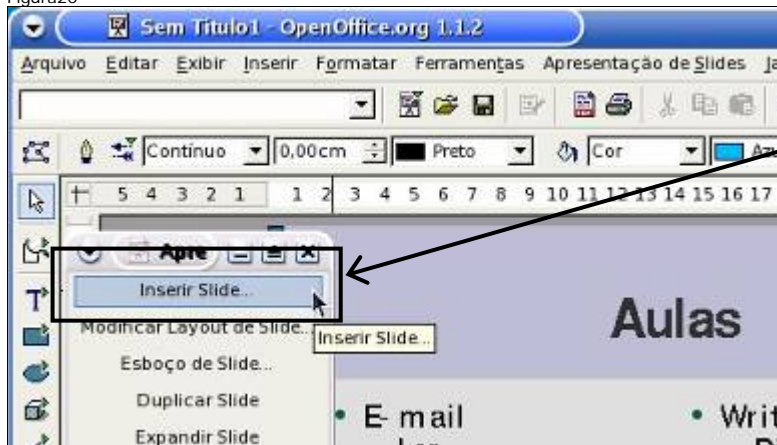 Sem Titulo1 - OpenOffice.org 1.1.2
Arquivo Editar Exibir Inserir Formatar Ferramentas Apresentação de Slides
Contínuo 0,00cm Preto Cor
5 4 3 2 1 1 2 3 4 5 6 7 8 9 10 11 12 13 14 15 16 17
Apre
Inserir Slide...
Modificar Layout de Slide...
Inserir Slide...
Esboço de Slide...
Duplicar Slide
Expandir Slide
Aulas
• E-mail
• Writ